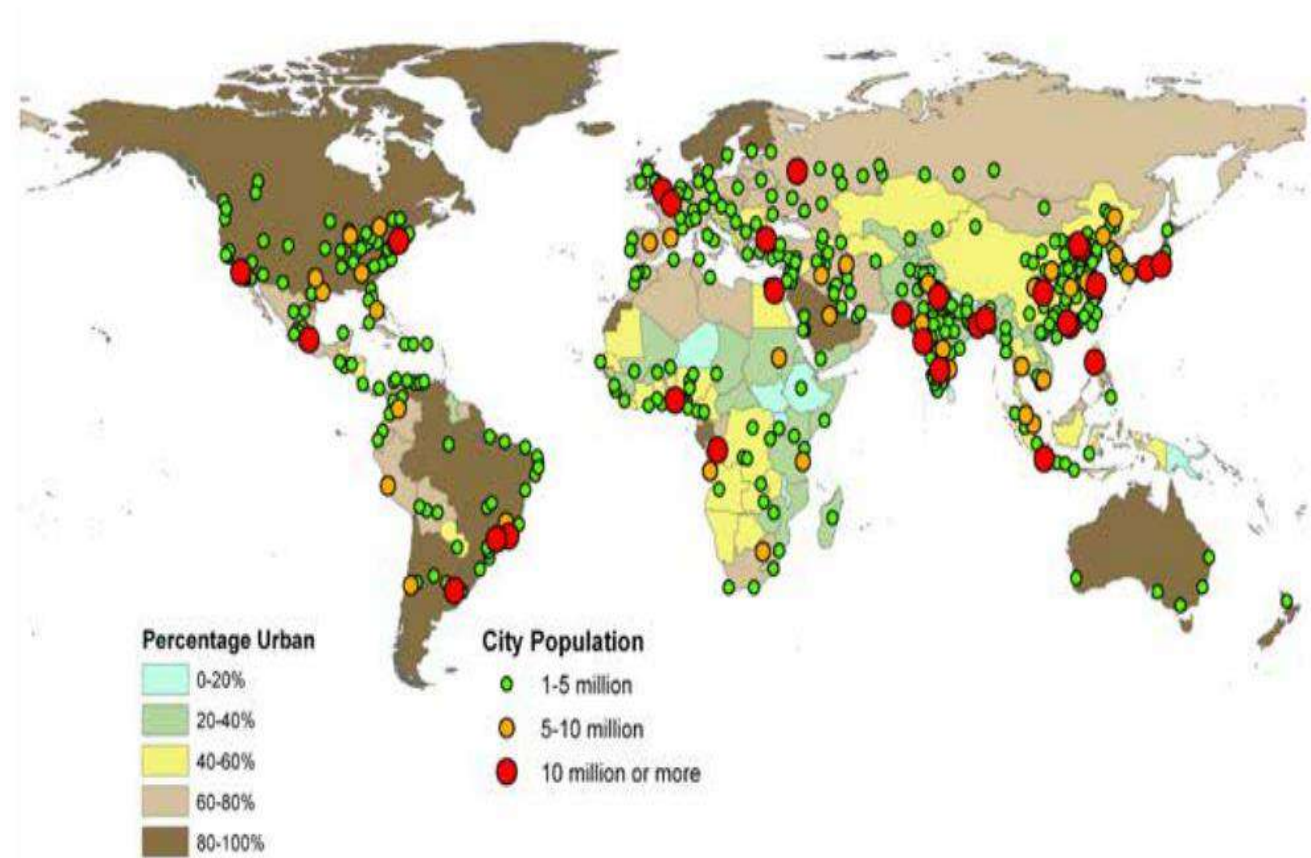 Percentage Urban
0-20%
20-40%
40-60%
60-80%
80-100%
City Population
1-5 million
5-10 million
10 million or more